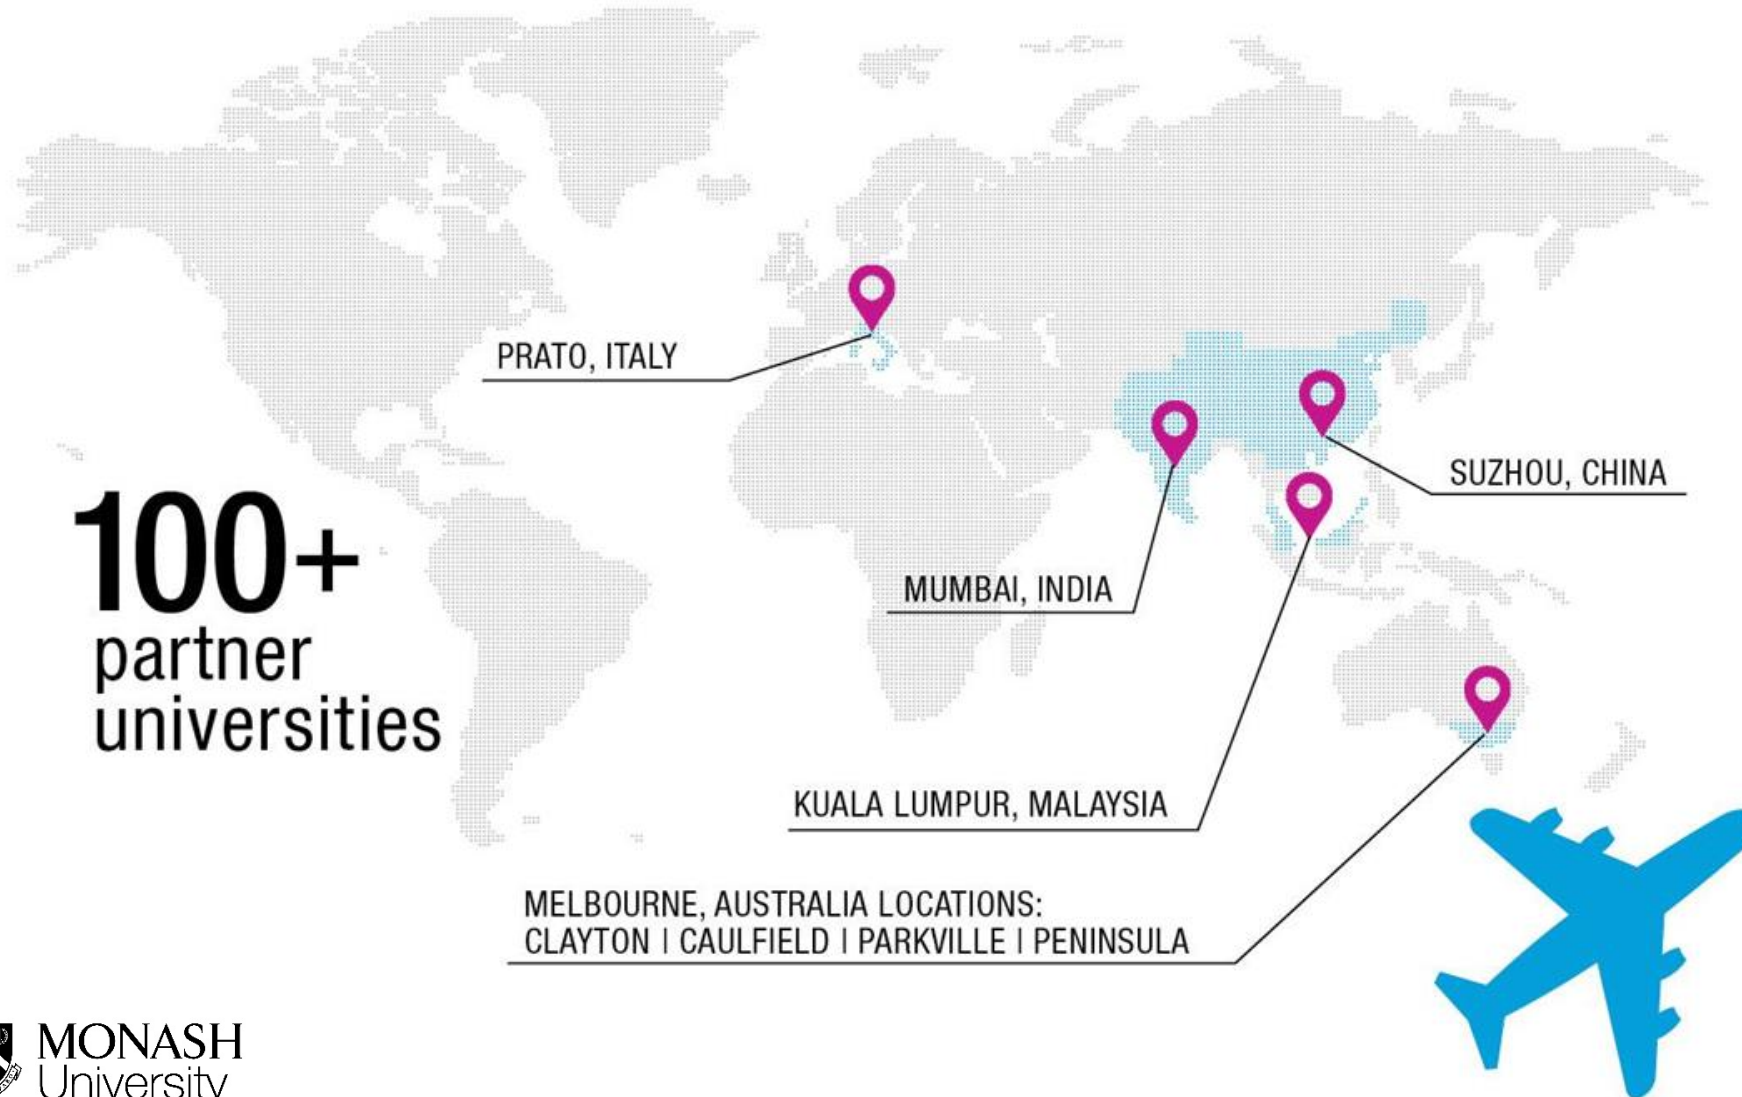 PRATO, ITALY
SUZHOU, CHINA
100+
partner
universities
MUMBAI, INDIA
KUALA LUMPUR, MALAYSIA
MELBOURNE, AUSTRALIA LOCATIONS:
CLAYTON | CAULFIELD | PARKVILLE | PENINSULA
MONASH
University